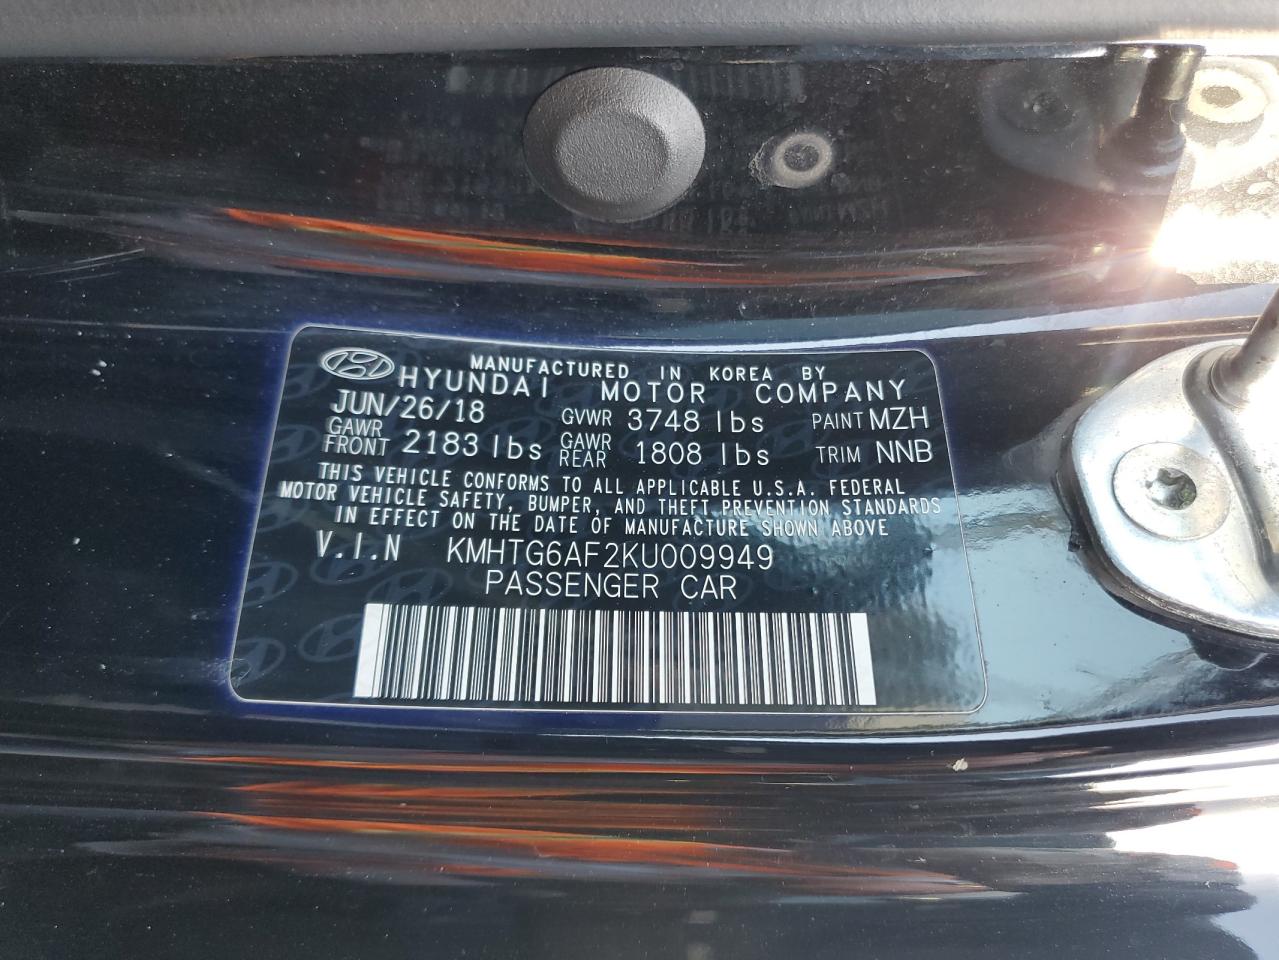 MANUFACTURED IN KOREA BY
HYUNDAI MOTOR COMPANY
JUN/26/18 GVWR 3748 lbs PAINT MZH
GAWR FRONT 2183 lbs GAWR REAR 1808 lbs TRIM NNB
THIS VEHICLE CONFORMS TO ALL APPLICABLE U.S.A. FEDERAL
MOTOR VEHICLE SAFETY, BUMPER, AND THEFT PREVENTION STANDARDS
IN EFFECT ON THE DATE OF MANUFACTURE SHOWN ABOVE
V.I.N KMHTG6AF2KU009949
PASSENGER CAR